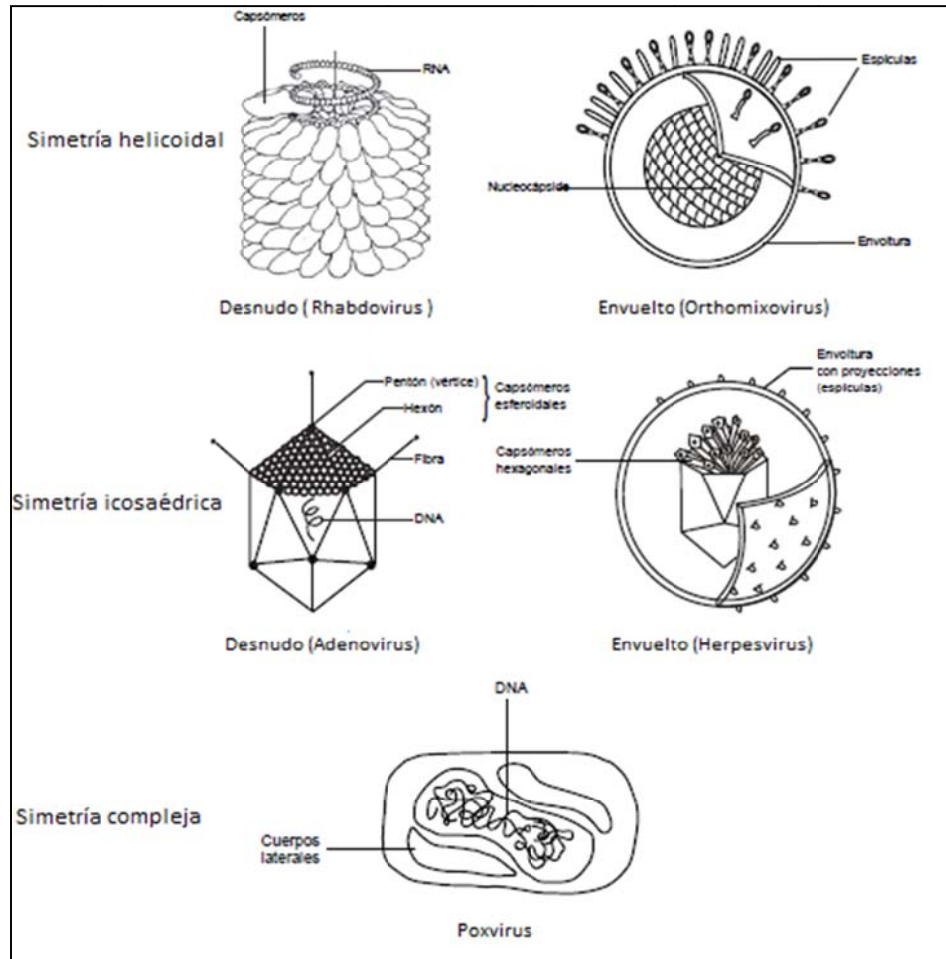 Capsómeros
RNA
Espículas
Simetría helicoidal
Nucleocápside
Envoltura
Desnudo ( Rhabdovirus )
Envuelto (Orthomixovirus)
Pentón (vértice)
Capsómeros
esferoidales
Hexón
Fibra
DNA
Envoltura
con proyecciones
(espículas)
Capsómeros
hexagonales
Simetría icosaédrica
Desnudo (Adenovirus)
Envuelto (Herpesvirus)
DNA
Simetría compleja
Cuerpos
laterales
Poxvirus